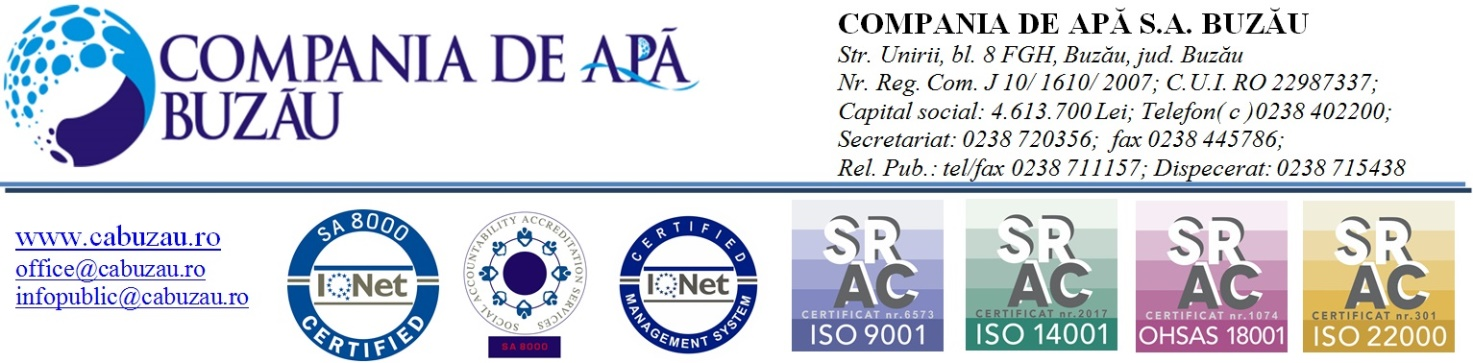 COMPANIA DE APĂ
BUZĂU
COMPANIA DE APĂ S.A. BUZĂU
Str. Unirii, bl. 8 FGH, Buzău, jud. Buzău
Nr. Reg. Com. J 10/ 1610/ 2007; C.U.I. RO 22987337;
Capital social: 4.613.700 Lei; Telefon( c )0238 402200;
Secretariat: 0238 720356; fax 0238 445786;
Rel. Pub.: tel/fax 0238 711157; Dispecerat: 0238 715438
www.cabuzau.ro
office@cabuzau.ro
infopublic@cabuzau.ro
SA 8000
IQNet
CERTIFIED
SOCIAL ACCOUNTABILITY ACCREDITATION SERVICES
SA 8000
CERTIFIED
IQNet
MANAGEMENT SYSTEM
SR
AC
CERTIFICAT nr.6573
ISO 9001
SR
AC
CERTIFICAT nr.2017
ISO 14001
SR
AC
CERTIFICAT nr.1074
OHSAS 18001
SR
AC
CERTIFICAT nr.301
ISO 22000